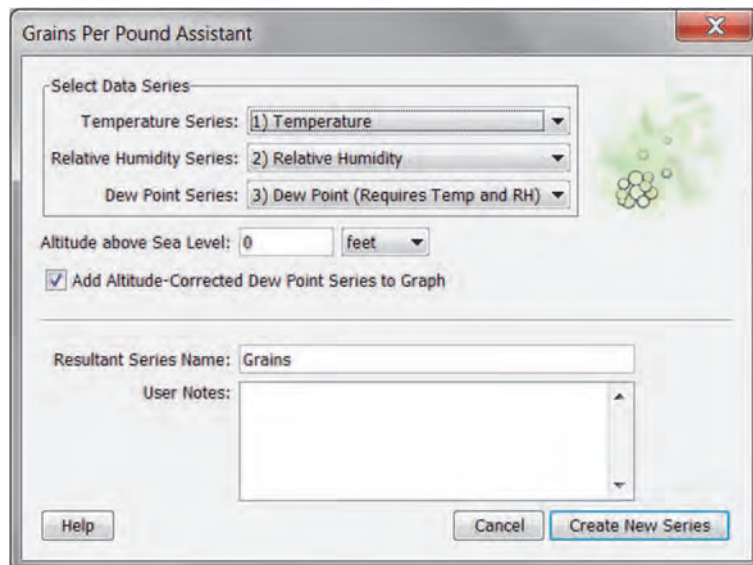 Grains Per Pound Assistant
Select Data Series
Temperature Series: 1) Temperature
Relative Humidity Series: 2) Relative Humidity
Dew Point Series: 3) Dew Point (Requires Temp and RH)
Altitude above Sea Level: 0 feet
Add Altitude-Corrected Dew Point Series to Graph
Resultant Series Name: Grains
User Notes:
Help Cancel Create New Series